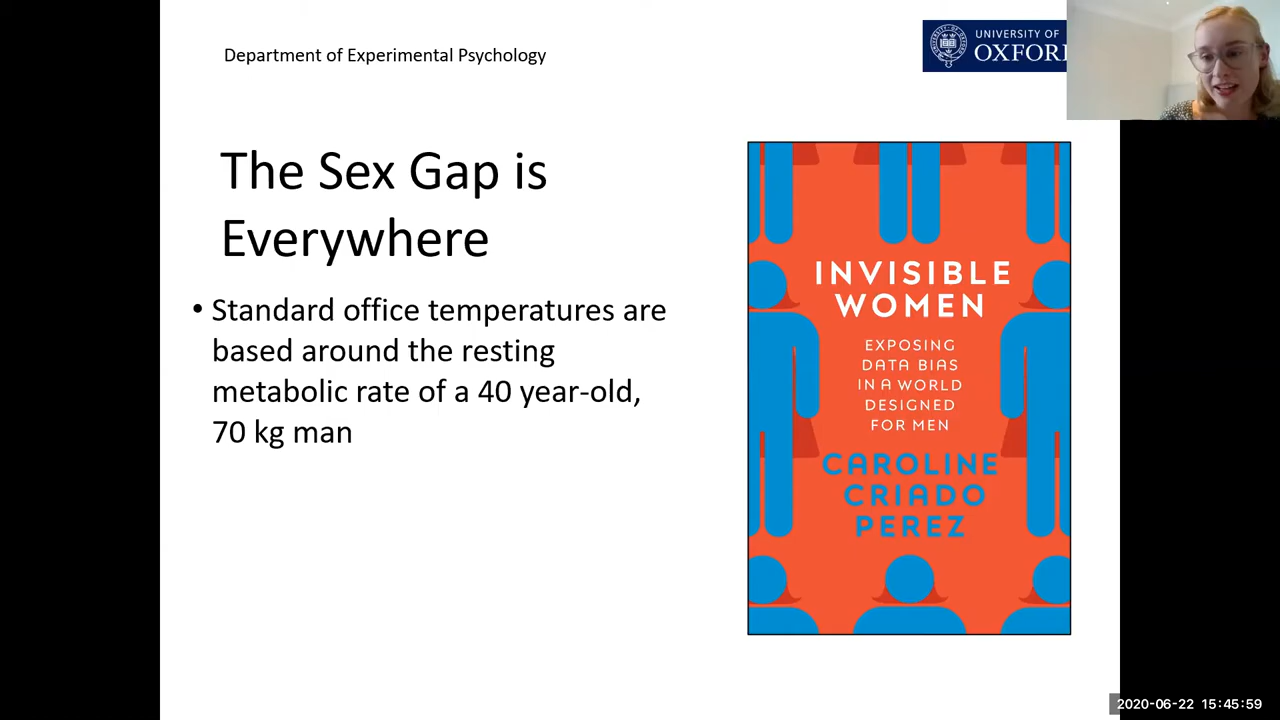 Department of Experimental Psychology
UNIVERSITY OF
OXFORD
The Sex Gap is
Everywhere
• Standard office temperatures are
based around the resting
metabolic rate of a 40 year-old,
70 kg man
INVISIBLE
WOMEN
EXPOSING
DATA BIAS
IN A WORLD
DESIGNED
FOR MEN
CAROLINE
CRIADO
PEREZ
2020-06-22 15:45:59